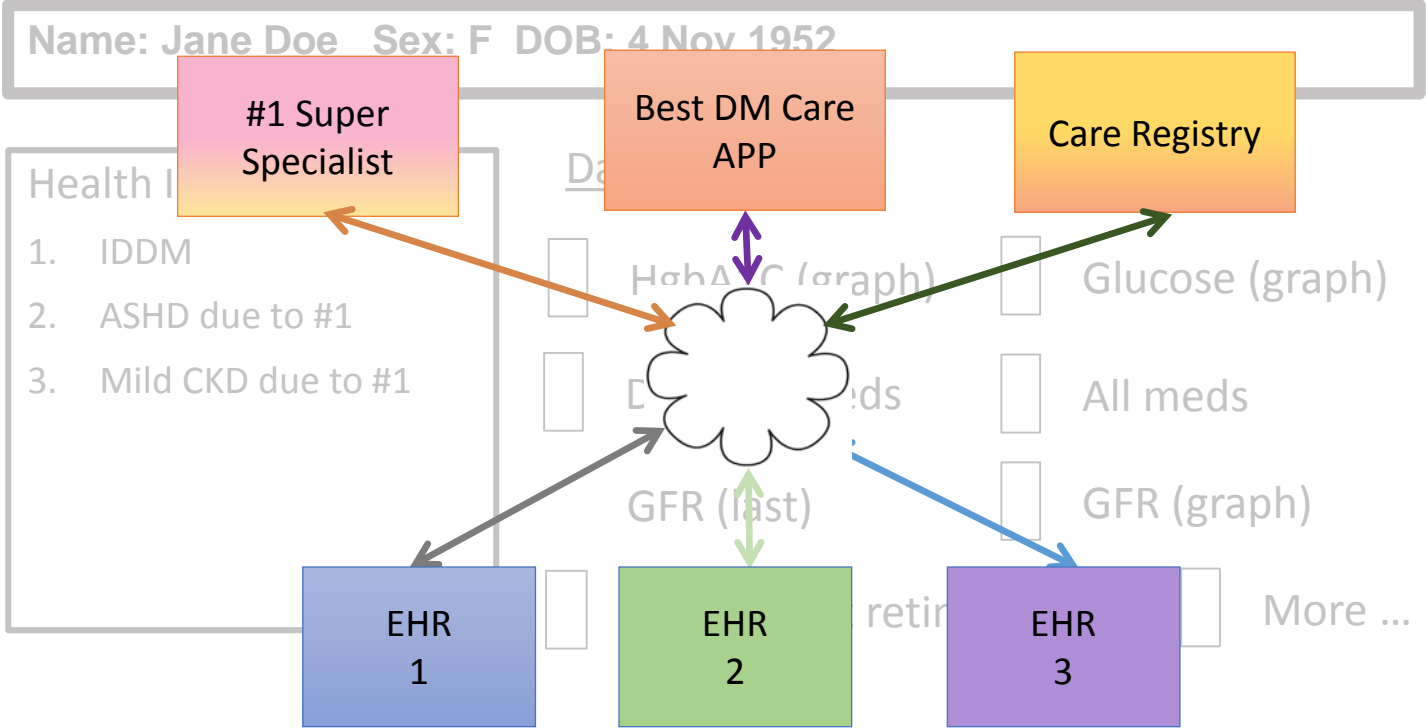 Name: Jane Doe Sex: F DOB: 4 Nov 1952
#1 Super
Specialist
Best DM Care
APP
Care Registry
Health
1. IDDM
2. ASHD due to #1
3. Mild CKD due to #1
(graph)
Glucose (graph)
All meds
GFR (last)
GFR (graph)
More ...
EHR
1
EHR
2
EHR
3